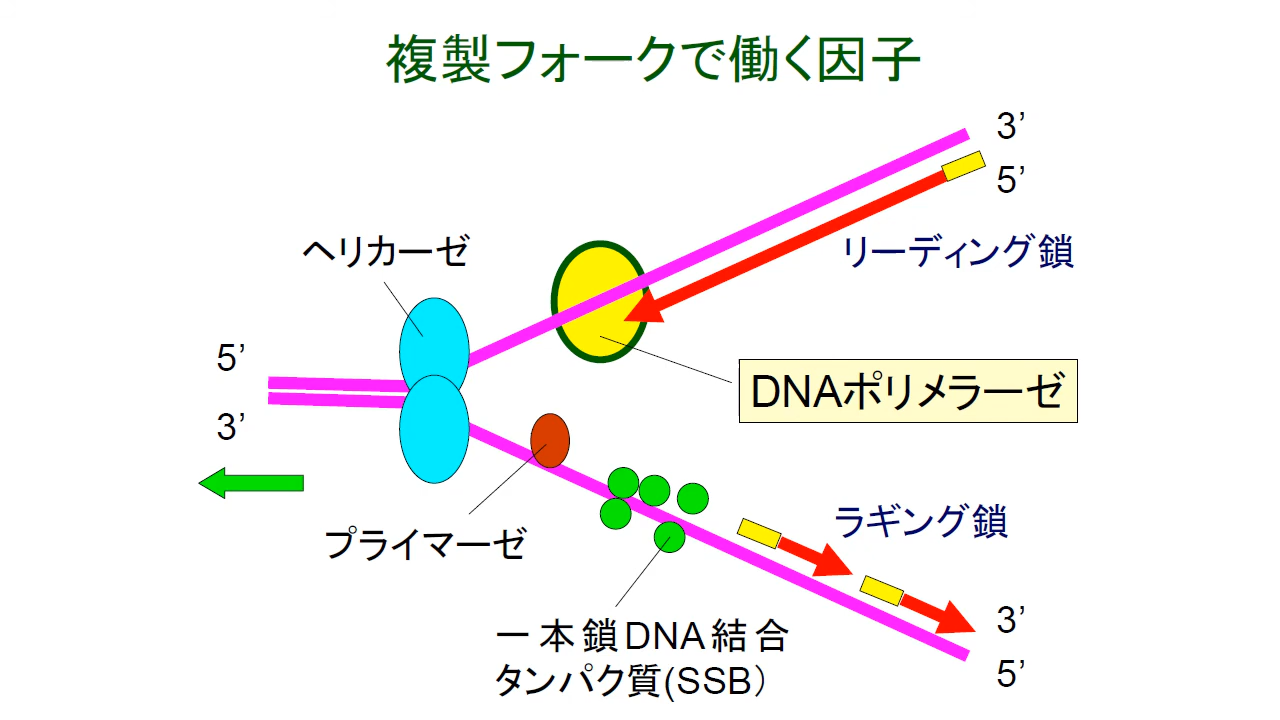 複製フォークで働く因子
3’
5’
リーディング鎖
ヘリカーゼ
5’
3’
DNAポリメラーゼ
プライマーゼ
ラギング鎖
一本鎖DNA結合
タンパク質(SSB）
3’
5’